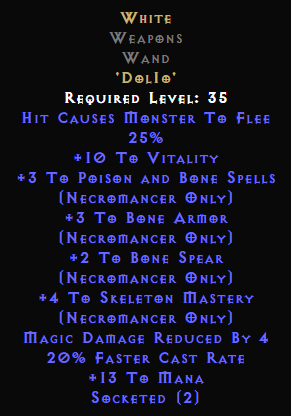 White
Weapons
Wand
'DolIo'
Required Level: 35
Hit Causes Monster To Flee
25%
+10 To Vitality
+3 To Poison and Bone Spells
(Necromancer Only)
+3 To Bone Armor
(Necromancer Only)
+2 To Bone Spear
(Necromancer Only)
+4 To Skeleton Mastery
(Necromancer Only)
Magic Damage Reduced By 4
20% Faster Cast Rate
+13 To Mana
Socketed (2)